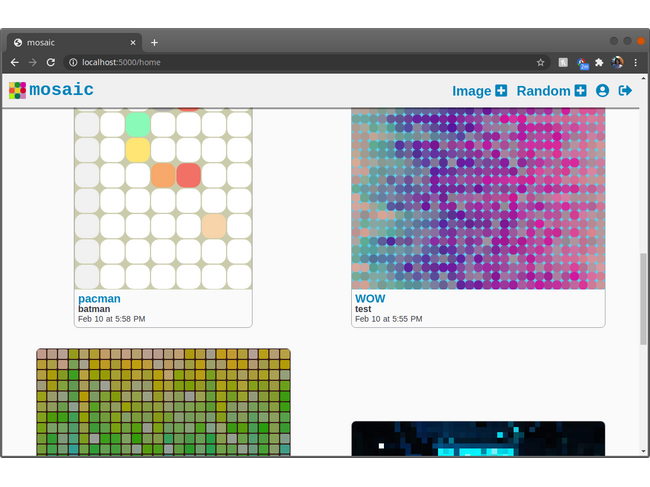 mosaic
localhost:5000/home
mosaic
Image
Random
pacman
batman
Feb 10 at 5:58 PM
WOW
test
Feb 10 at 5:55 PM